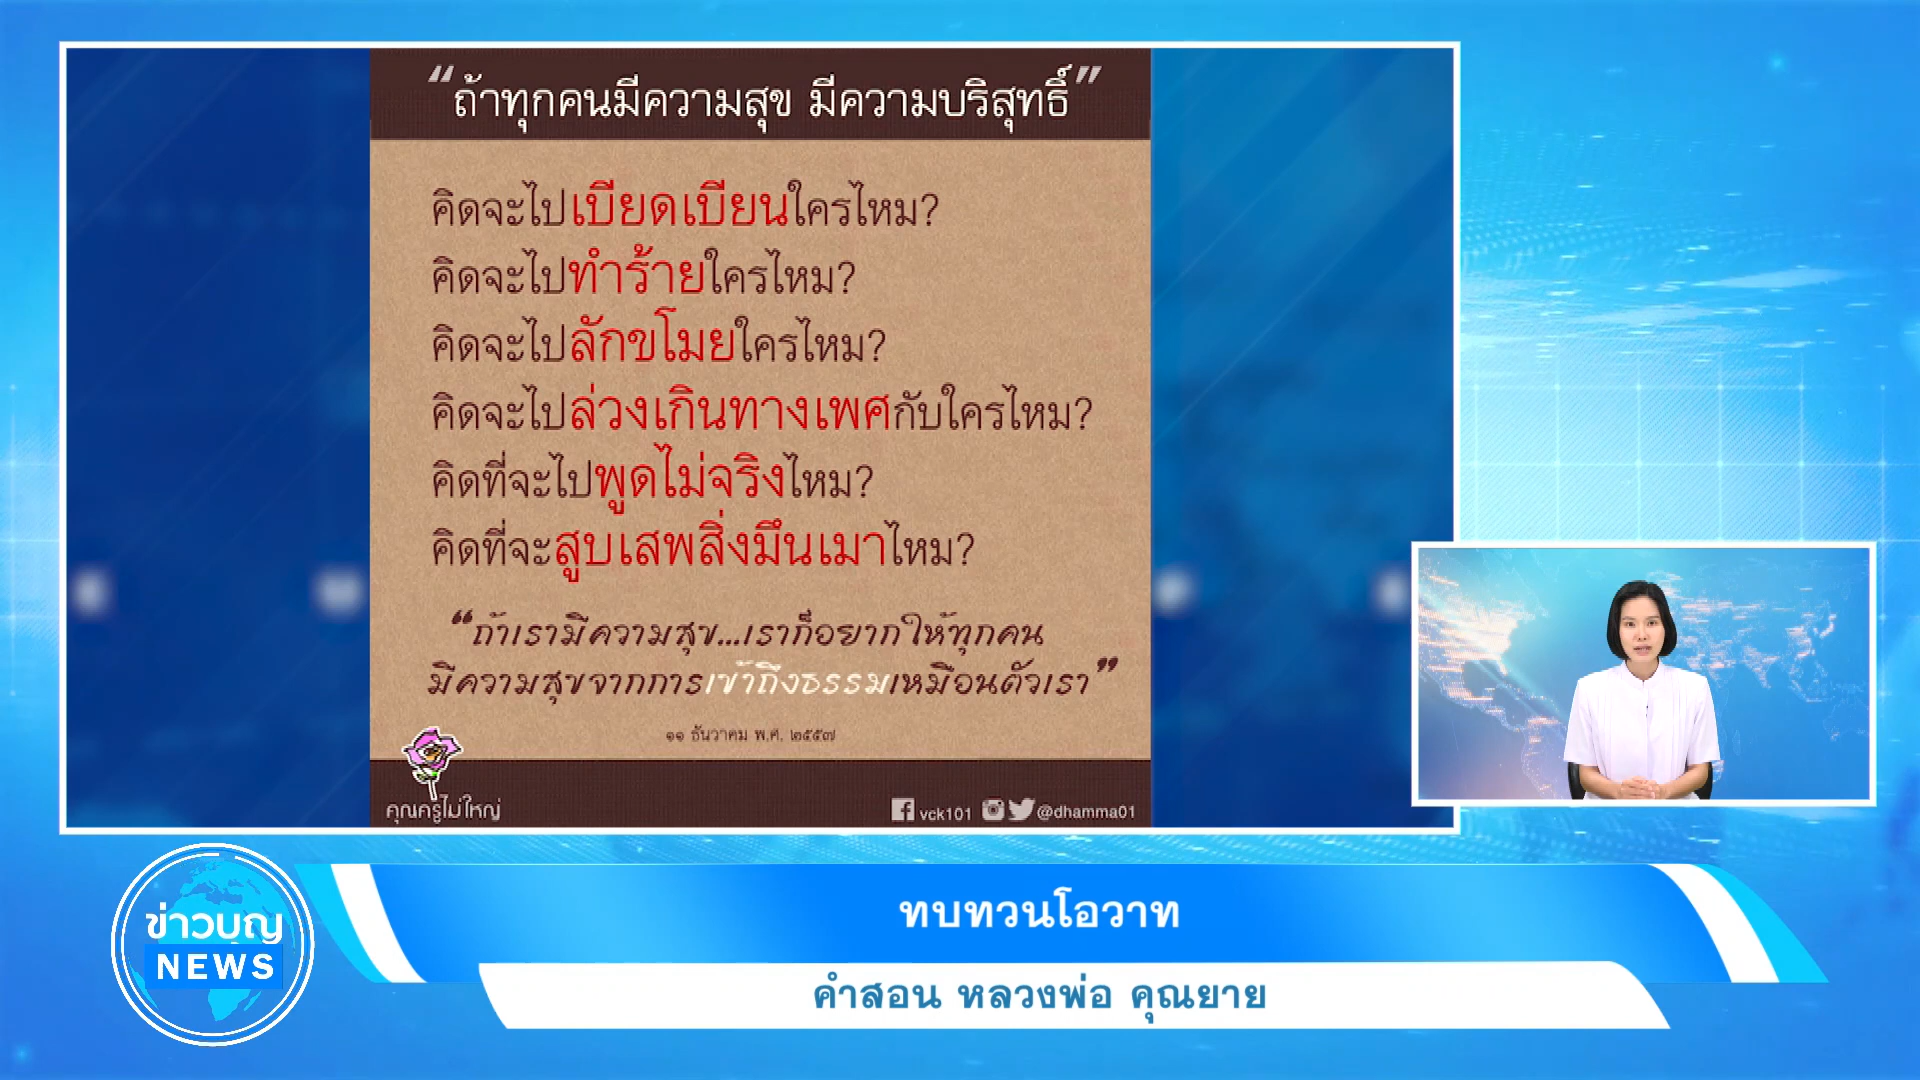 “ถ้าทุกคนมีความสุข มีความบริสุทธิ์”
คิดจะไปเบียดเบียนใครไหม?
คิดจะไปทำร้ายใครไหม?
คิดจะไปลักขโมยใครไหม?
คิดจะไปล่วงเกินทางเพศกับใครไหม?
คิดที่จะไปพูดไม่จริงไหม?
คิดที่จะสูบเสพสิ่งมึนเมาไหม?
“ถ้าเรามีความสุข...เราก็อยากให้ทุกคน
มีความสุขจากการเข้าถึงธรรมเหมือนตัวเรา”
๑๑ ธันวาคม พ.ศ. ๒๕๕๗
คุณครูไม่ใหญ่
vck101 @dhamma01
ข่าวบุญ
NEWS
ทบทวนโอวาท
คำสอน หลวงพ่อ คุณยาย